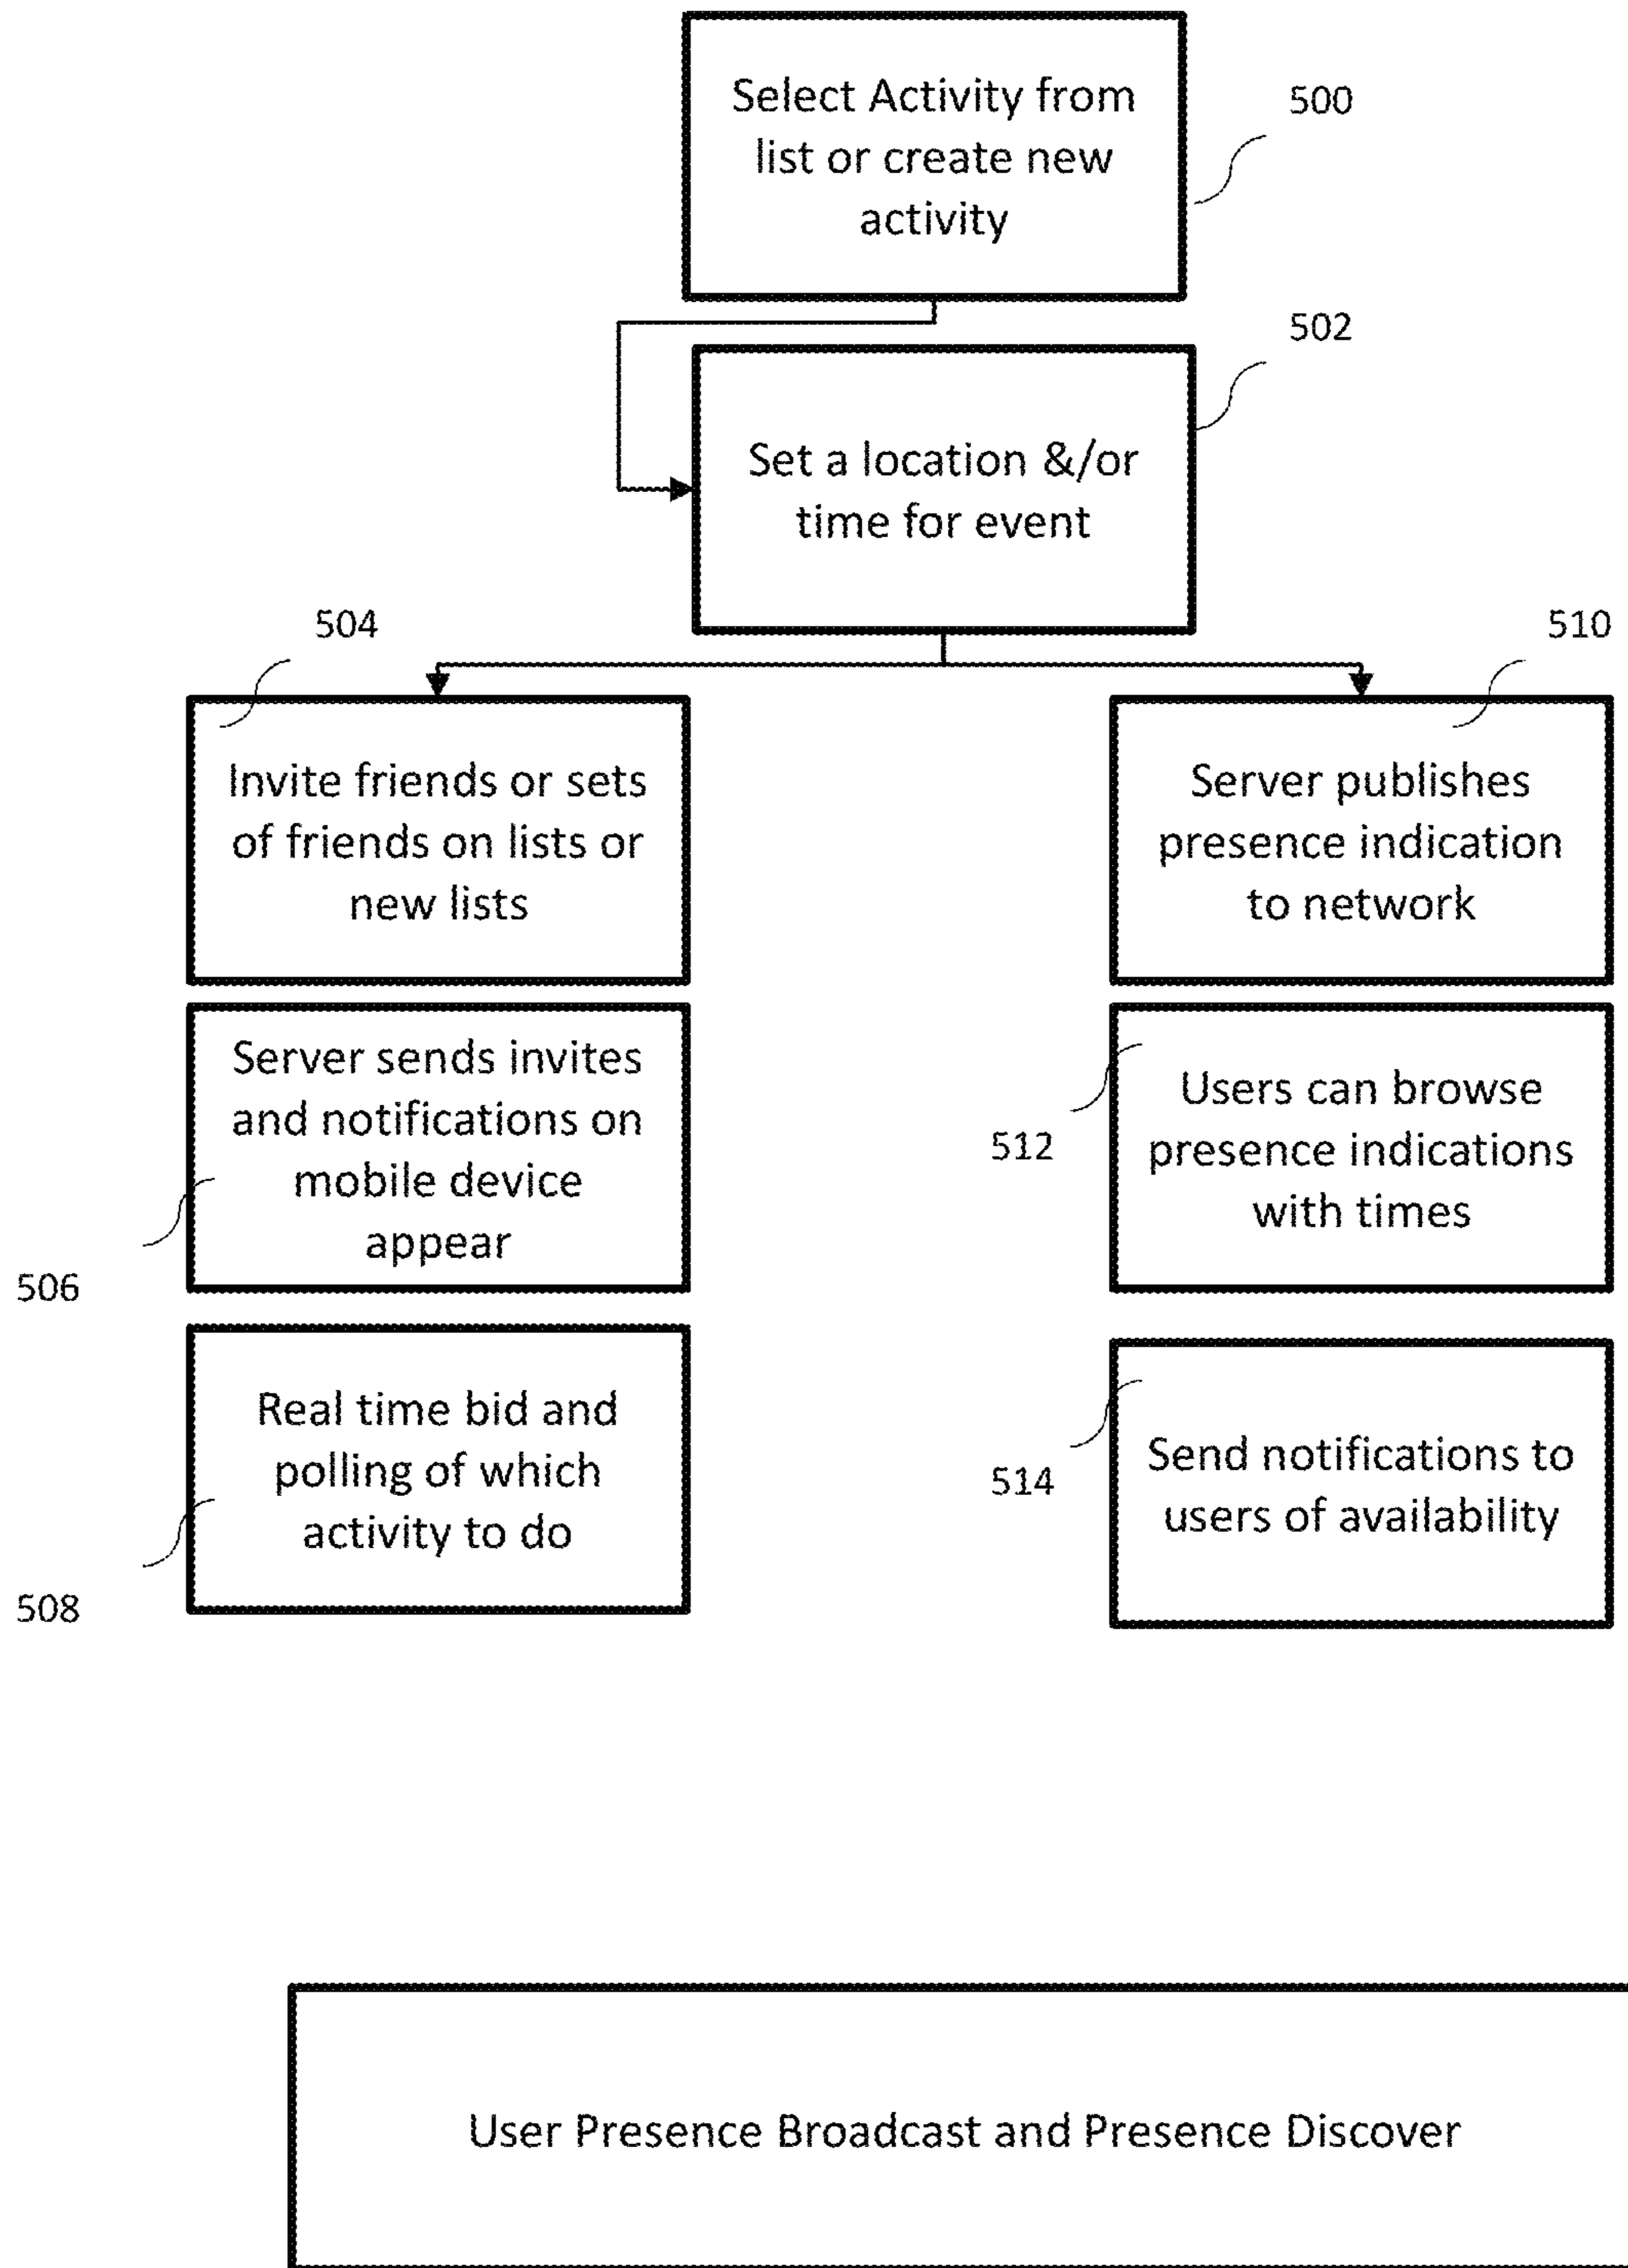 Select Activity from
list or create new
activity
500
502
Set a location &/or
time for event
504
510
Invite friends or sets
of friends on lists or
new lists
Server publishes
presence indication
to network
Server sends invites
and notifications on
mobile device
appear
506
Users can browse
presence indications
with times
512
Real time bid and
polling of which
activity to do
508
Send notifications to
users of availability
514
User Presence Broadcast and Presence Discover